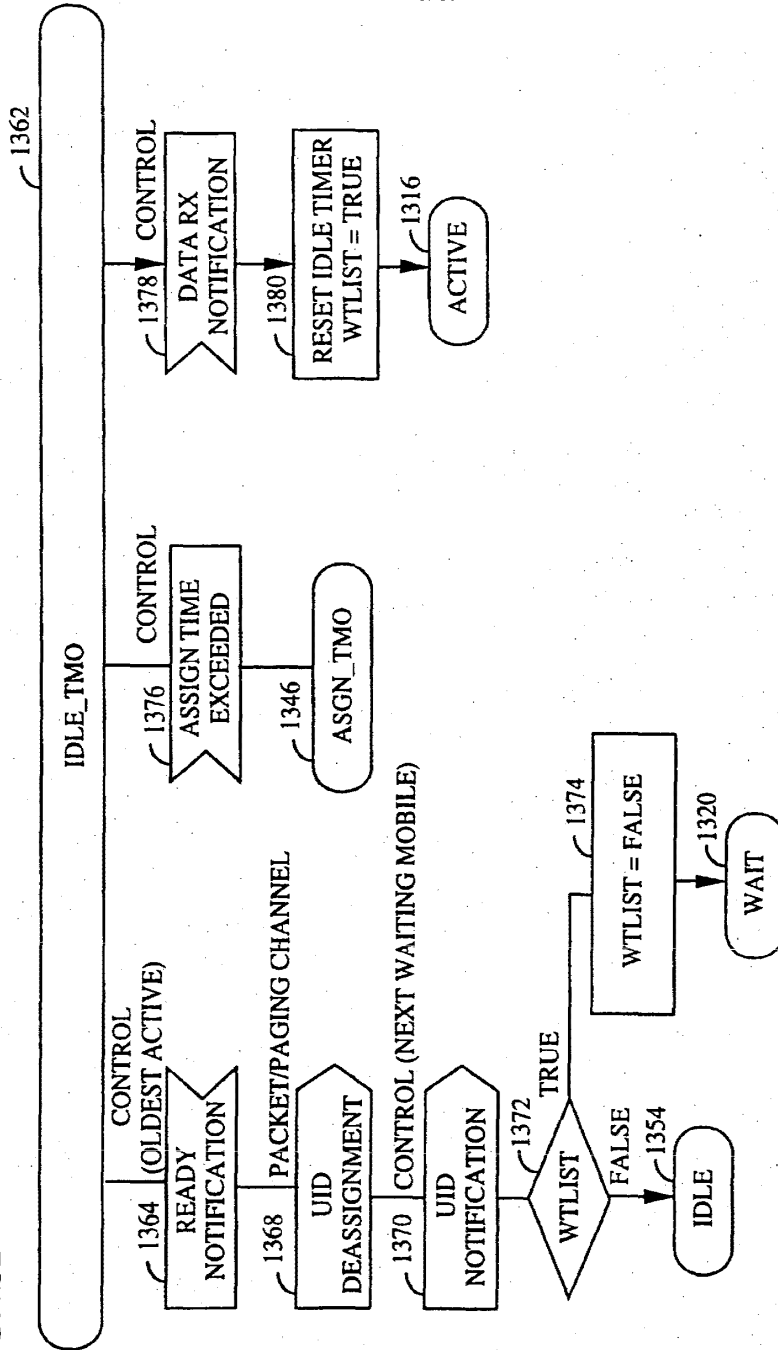 1362
IDLE_TMO
CONTROL
(OLDEST ACTIVE)
1364
READY
NOTIFICATION
PACKET/PAGING CHANNEL
1368
UID
DEASSIGNMENT
CONTROL (NEXT WAITING MOBILE)
1370
UID
NOTIFICATION
1372
WTLIST
TRUE
FALSE
1354
IDLE
1374
WTLIST = FALSE
1320
WAIT
CONTROL
1376
ASSIGN TIME
EXCEEDED
1346
ASGN_TMO
CONTROL
1378
DATA RX
NOTIFICATION
1380
RESET IDLE TIMER
WTLIST = TRUE
1316
ACTIVE